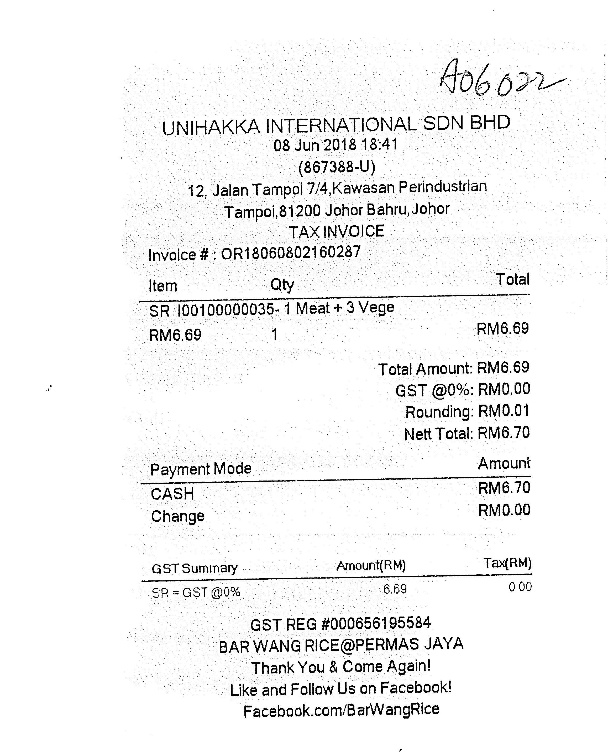 A06022
UNIHAKKA INTERNATIONAL SDN BHD
08 Jun 2018 18:41
(867388-U)
12, Jalan Tampoi 7/4,Kawasan Perindustrian
Tampoi,81200 Johor Bahru,Johor
TAX INVOICE
Invoice # : OR18060802160287
Item Qty Total
SR I00100000035- 1 Meat + 3 Vege
RM6.69 1 RM6.69
Total Amount: RM6.69
GST @0%: RM0.00
Rounding: RM0.01
Nett Total: RM6.70
Payment Mode Amount
CASH RM6.70
Change RM0.00
GST Summary Amount(RM) Tax(RM)
SR = GST @0% 6.69 0.00
GST REG #000656195584
BAR WANG RICE@PERMAS JAYA
Thank You & Come Again!
Like and Follow Us on Facebook!
Facebook.com/BarWangRice